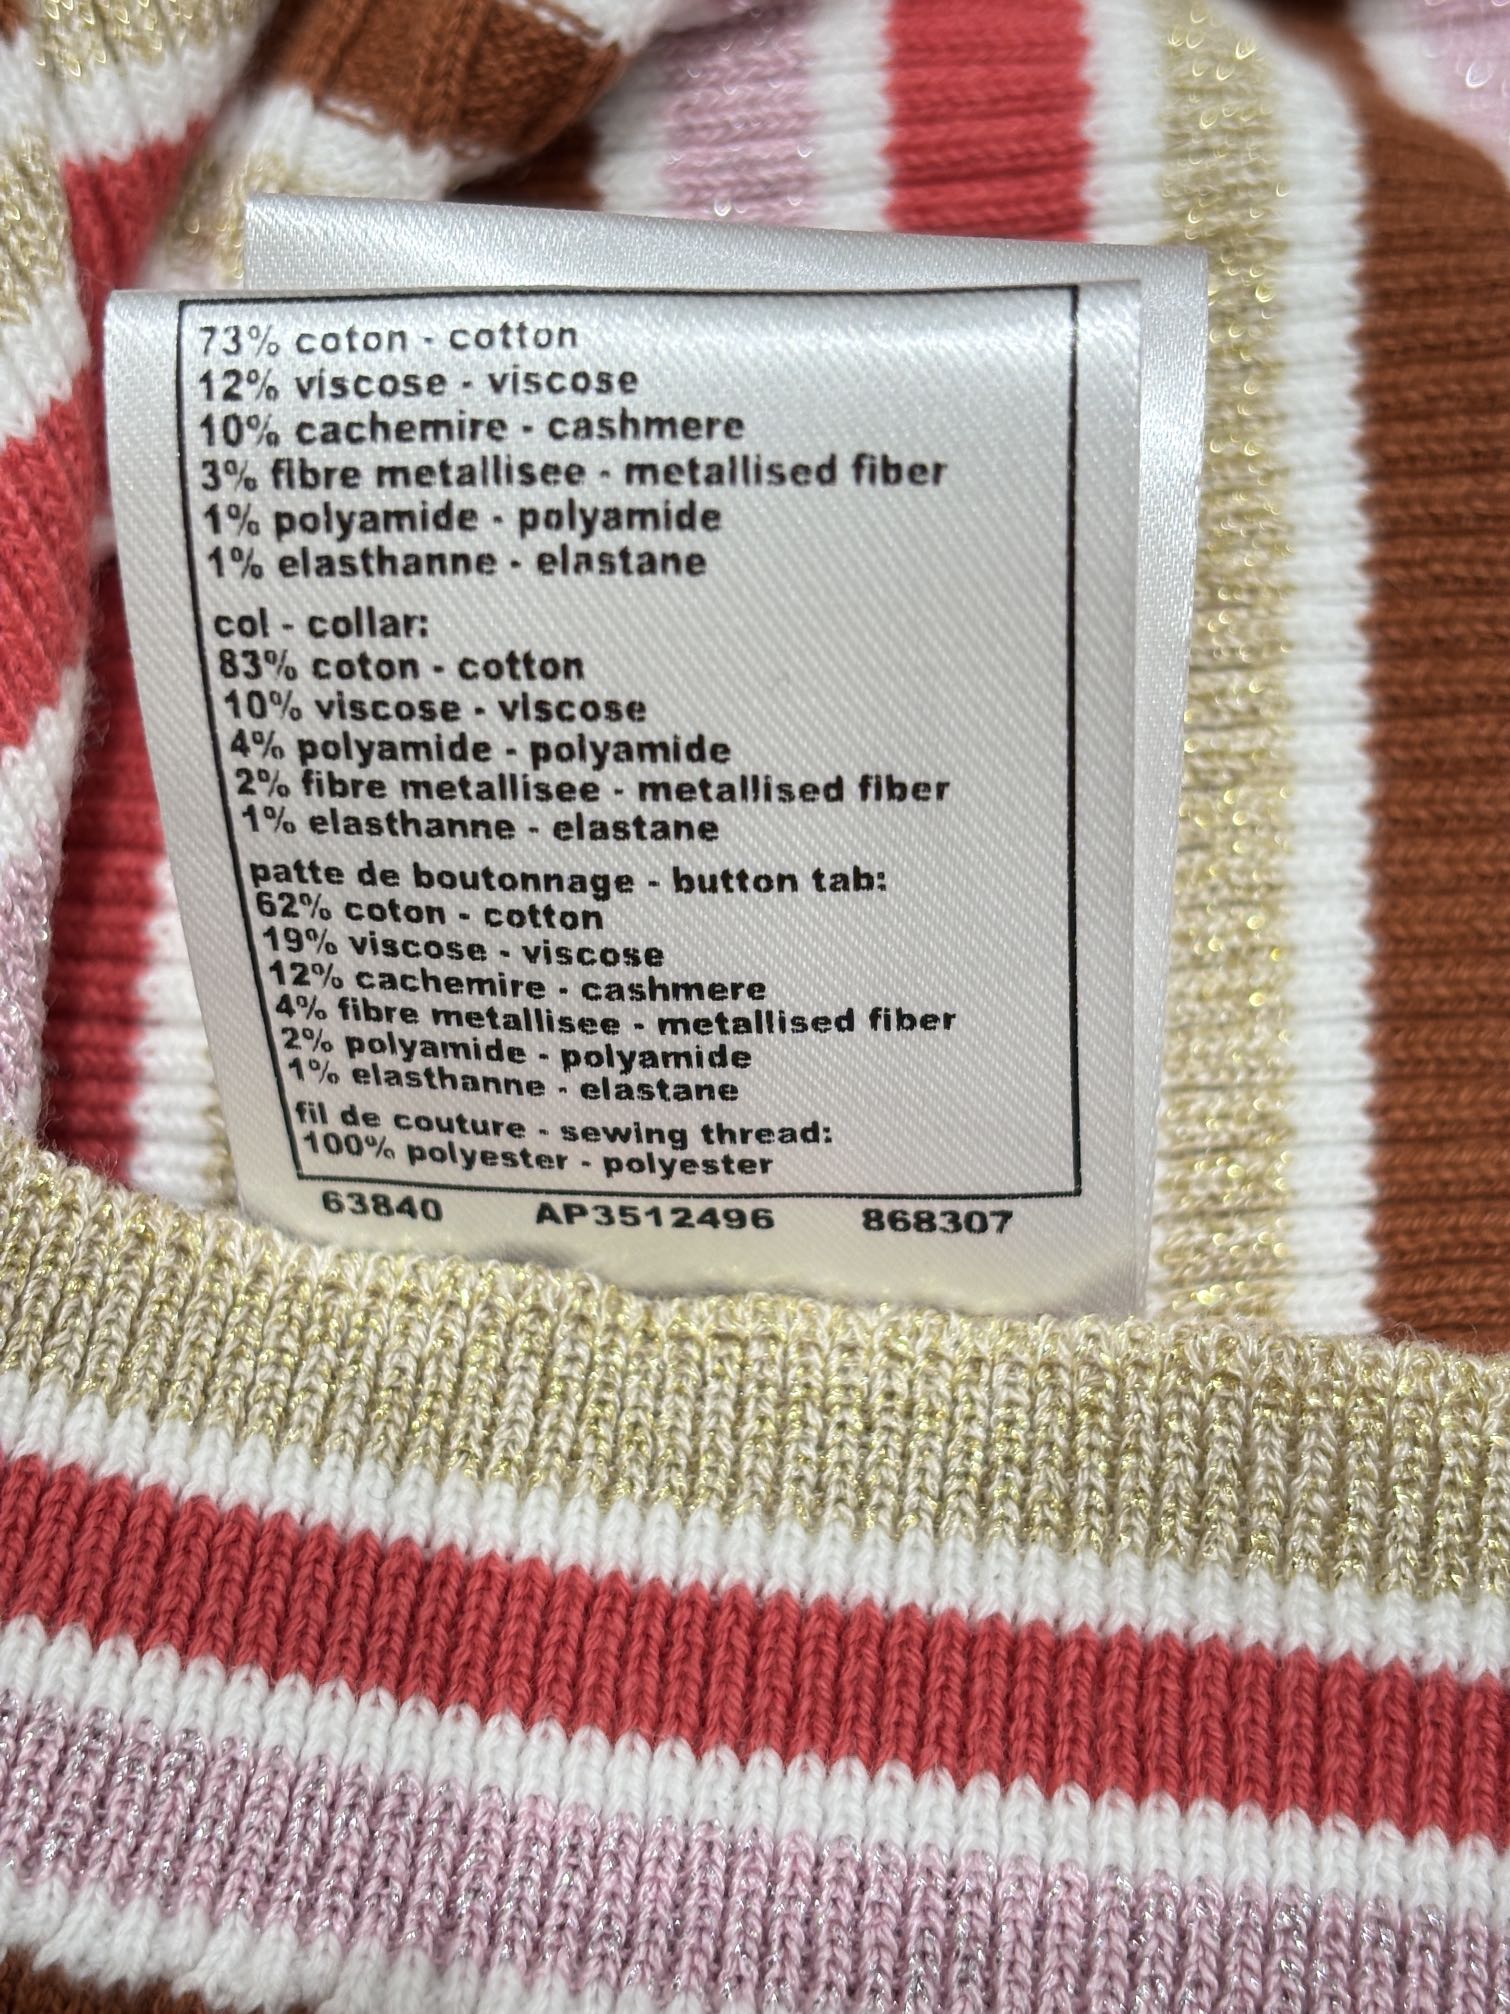 73% coton - cotton
12% viscose - viscose
10% cachemire - cashmere
3% fibre metallisee - metallised fiber
1% polyamide - polyamide
1% elasthanne - elastane
col - collar:
83% coton - cotton
10% viscose - viscose
4% polyamide - polyamide
2% fibre metallisee - metallised fiber
1% elasthanne - elastane
patte de boutonnage - button tab:
62% coton - cotton
19% viscose - viscose
12% cachemire - cashmere
4% fibre metallisee - metallised fiber
2% polyamide - polyamide
1% elasthanne - elastane
fil de couture - sewing thread:
100% polyester - polyester
63840 AP3512496 868307